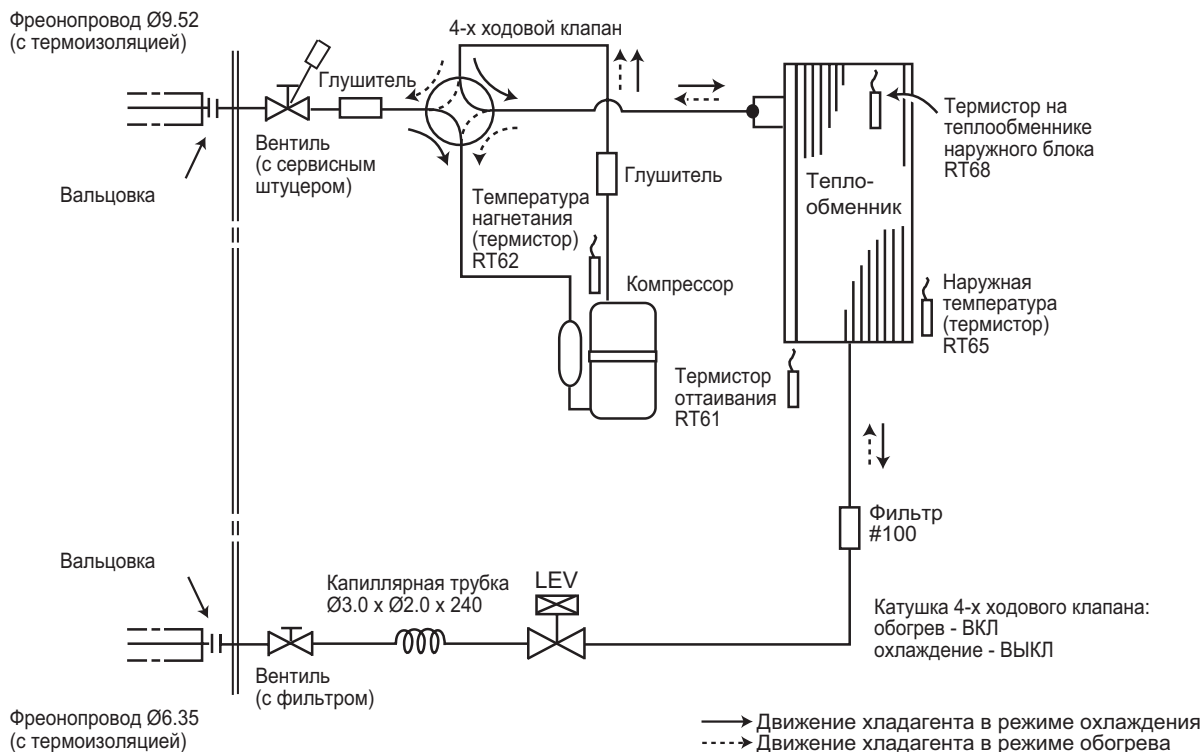 Фреонопровод Ø9.52
(с термоизоляцией)
4-х ходовой клапан
Глушитель
Вентиль
(с сервисным
штуцером)
Вальцовка
Термистор на
теплообменнике
наружного блока
RT68
Глушитель
Тепло-
обменник
Температура
нагнетания
(термистор)
RT62
Компрессор
Наружная
температура
(термистор)
RT65
Термистор
оттаивания
RT61
Фильтр
#100
Вальцовка
Капиллярная трубка
Ø3.0 x Ø2.0 x 240
LEV
Катушка 4-х ходового клапана:
обогрев - ВКЛ
охлаждение - ВЫКЛ
Вентиль
(с фильтром)
Фреонопровод Ø6.35
(с термоизоляцией)
Движение хладагента в режиме охлаждения
Движение хладагента в режиме обогрева